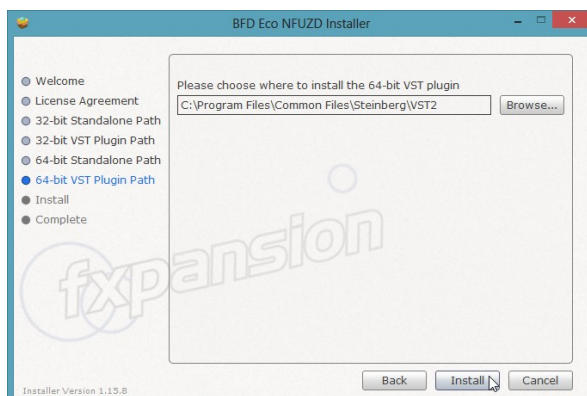 BFD Eco NFUZD Installer
Welcome
License Agreement
32-bit Standalone Path
32-bit VST Plugin Path
64-bit Standalone Path
64-bit VST Plugin Path
Install
Complete
Please choose where to install the 64-bit VST plugin
C:\Program Files\Common Files\Steinberg\VST2
Browse...
fxpansion
Installer Version 1.15.8
Back
Install
Cancel